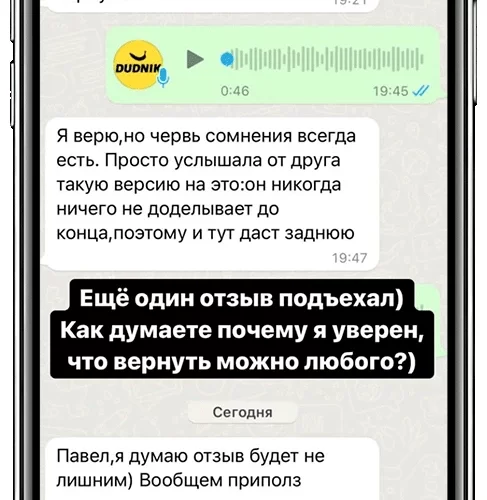 19:21
DUDNIK
0:46
19:45
Я верю,но червь сомнения всегда
есть. Просто услышала от друга
такую версию на это:он никогда
ничего не доделывает до
конца,поэтому и тут даст заднюю
19:47
Ещё один отзыв подъехал)
Как думаете почему я уверен,
что вернуть можно любого?)
Сегодня
Павел,я думаю отзыв будет не
лишним) Вообщем приполз